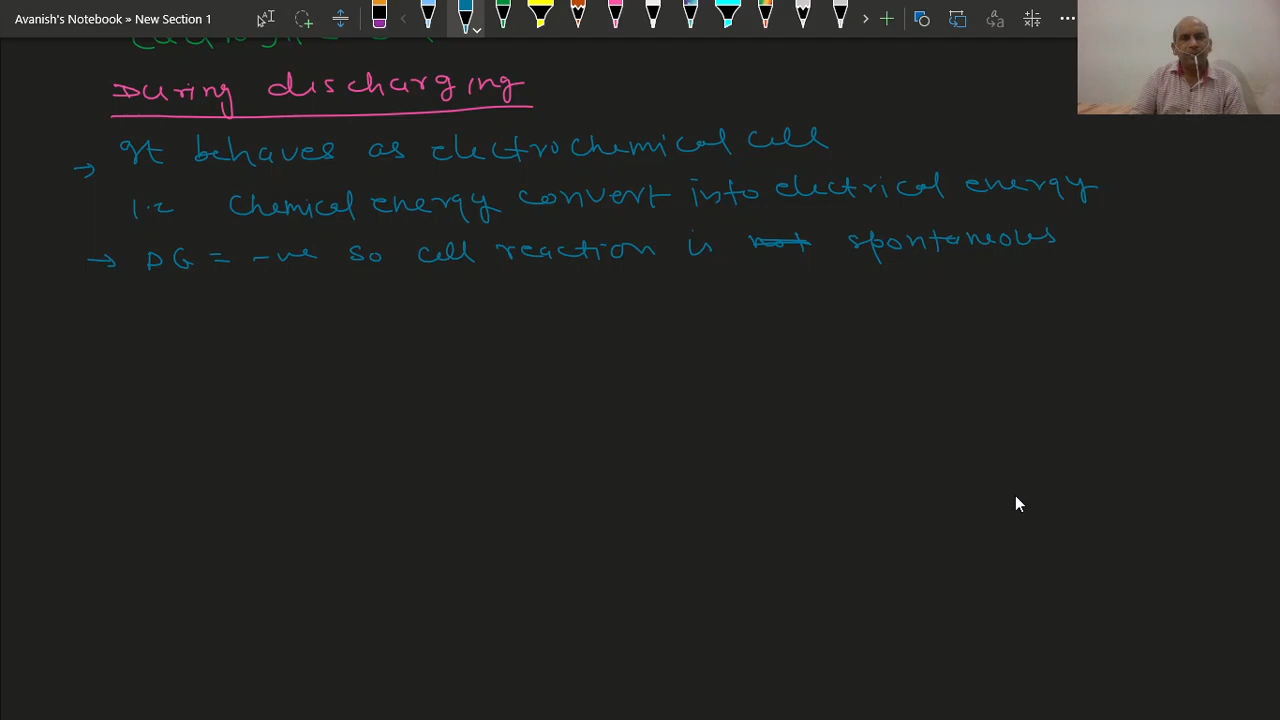 Avanish's Notebook » New Section 1
During discharging
→ It behaves as electrochemical cell
i.e Chemical energy convert into electrical energy
→ DG = -ve so cell reaction is not spontaneous